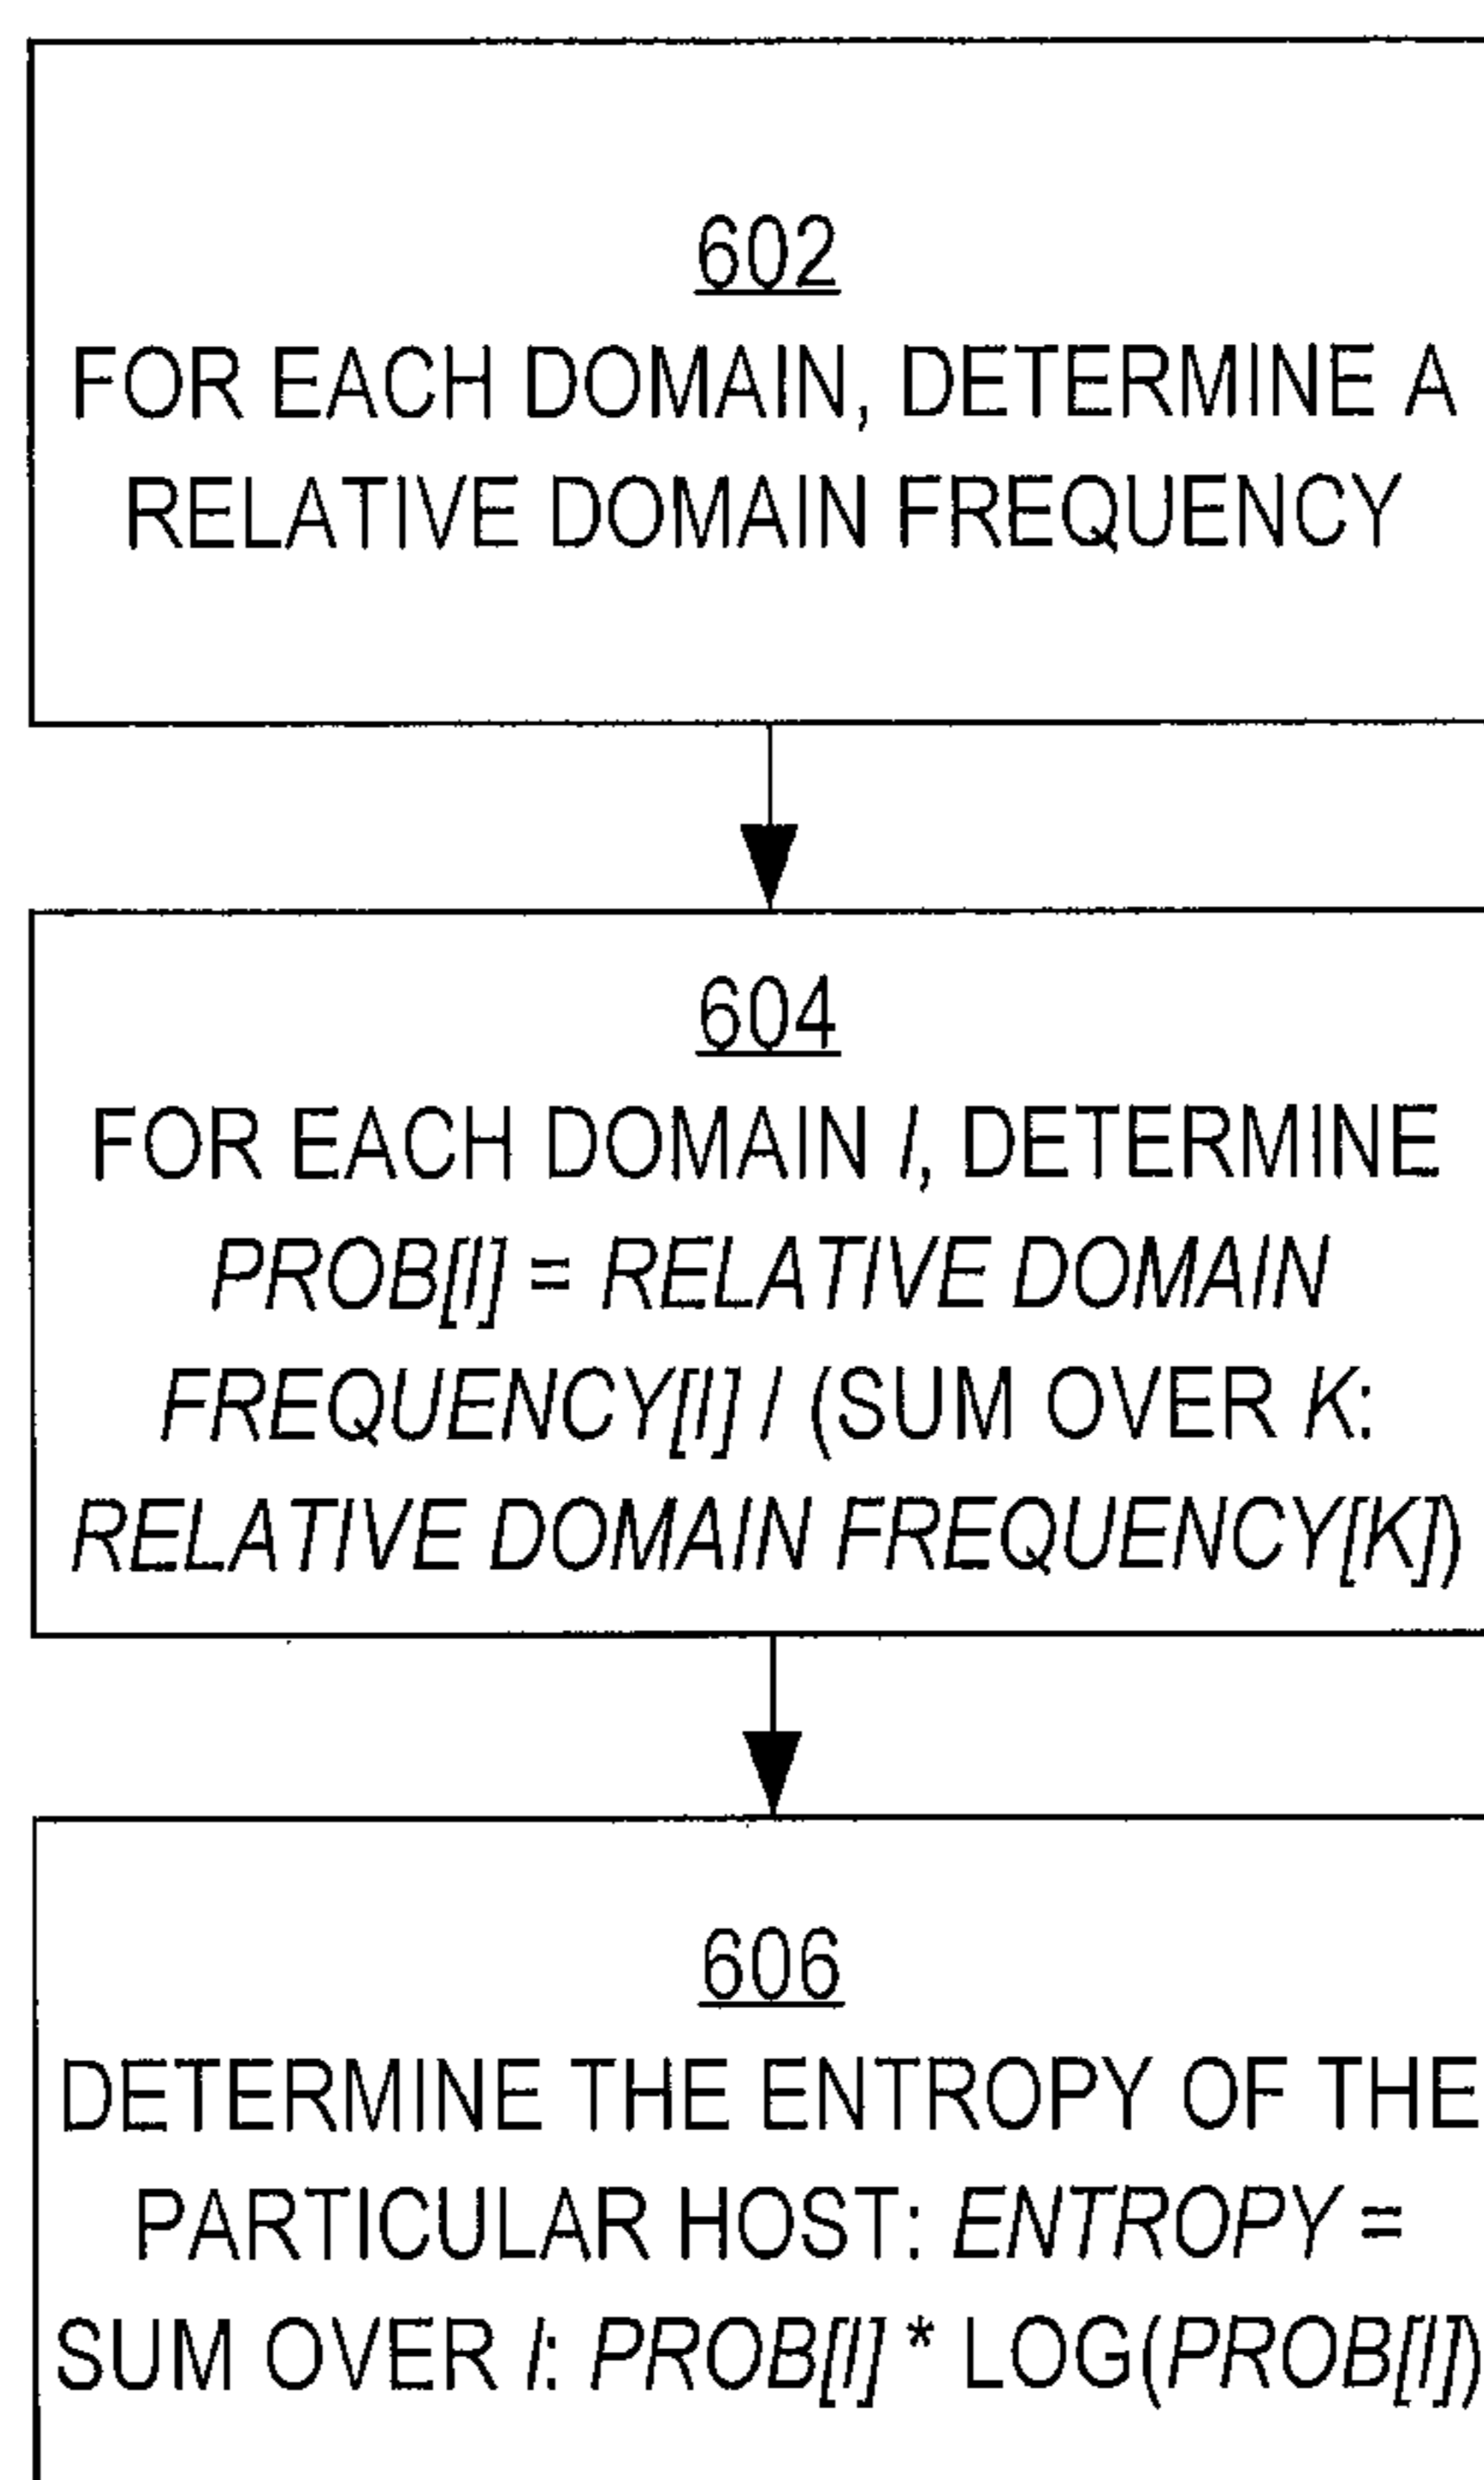 602
FOR EACH DOMAIN, DETERMINE A
RELATIVE DOMAIN FREQUENCY
604
FOR EACH DOMAIN I, DETERMINE
PROB[I] = RELATIVE DOMAIN
FREQUENCY[I] / (SUM OVER K:
RELATIVE DOMAIN FREQUENCY[K])
606
DETERMINE THE ENTROPY OF THE
PARTICULAR HOST: ENTROPY =
SUM OVER I: PROB[I] * LOG(PROB[I])